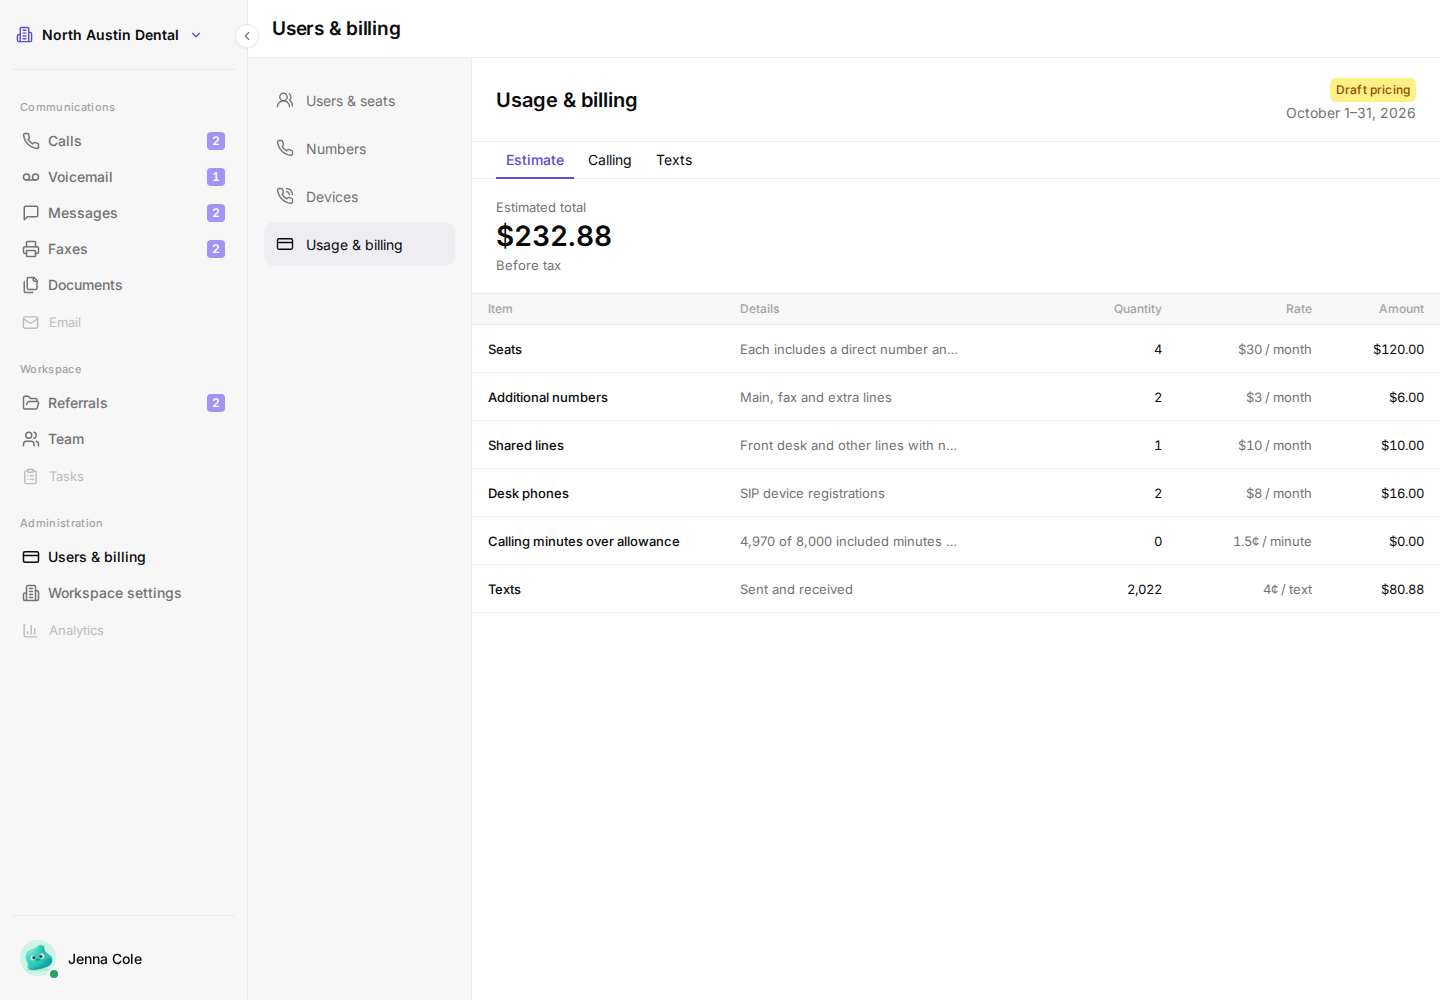 North Austin Dental
Users & billing
Communications
Calls 2
Voicemail 1
Messages 2
Faxes 2
Documents
Email
Workspace
Referrals 2
Team
Tasks
Administration
Users & billing
Workspace settings
Analytics
Jenna Cole
Users & seats
Numbers
Devices
Usage & billing
Usage & billing
Draft pricing
October 1–31, 2026
Estimate Calling Texts
Estimated total
$232.88
Before tax
Item Details Quantity Rate Amount
Seats Each includes a direct number an... 4 $30 / month $120.00
Additional numbers Main, fax and extra lines 2 $3 / month $6.00
Shared lines Front desk and other lines with n... 1 $10 / month $10.00
Desk phones SIP device registrations 2 $8 / month $16.00
Calling minutes over allowance 4,970 of 8,000 included minutes ... 0 1.5¢ / minute $0.00
Texts Sent and received 2,022 4¢ / text $80.88